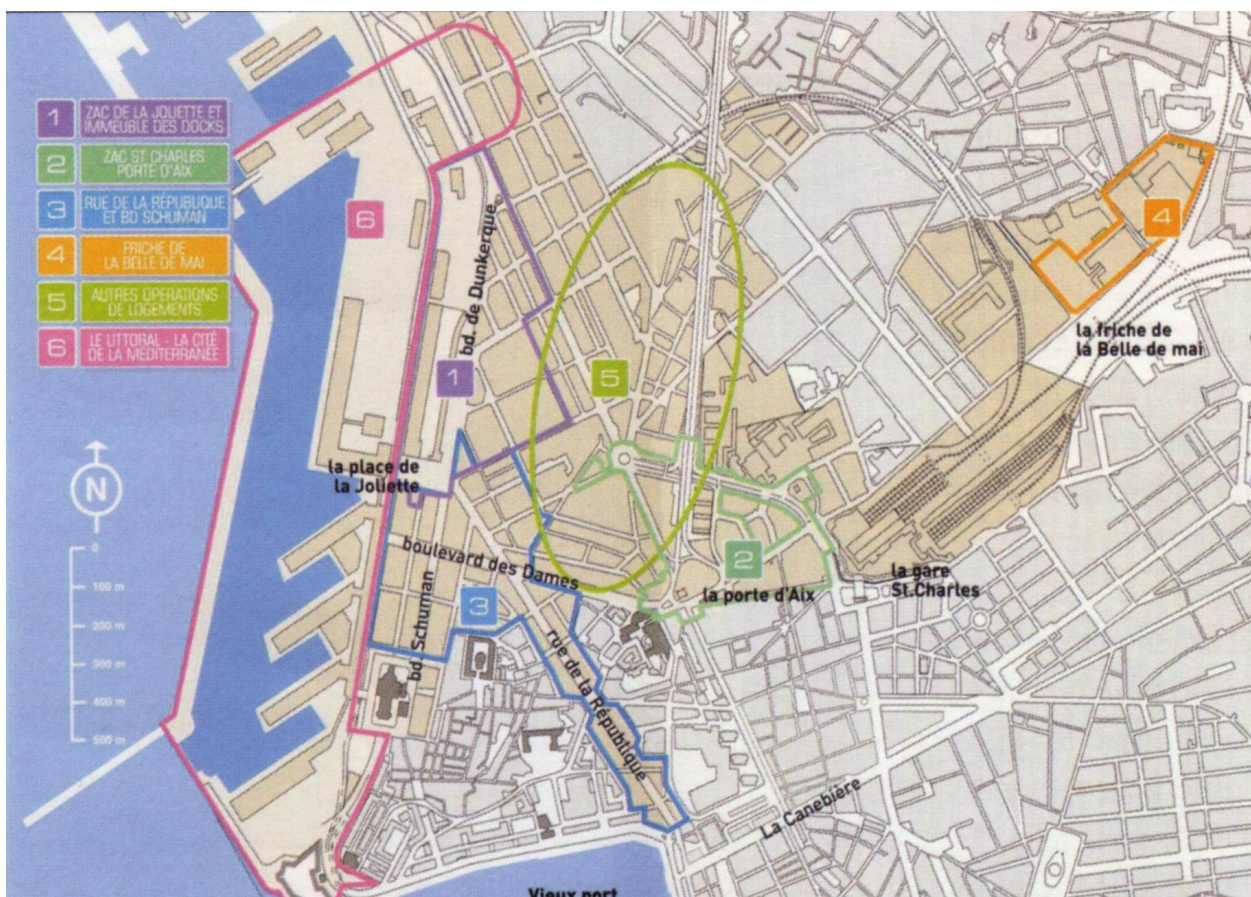 1
ZAC DE LA JOLIETTE ET
IMMEUBLE DES DOCKS
2
ZAC ST CHARLES
PORTE D'AIX
3
RUE DE LA RÉPUBLIQUE
ET BD SCHUMAN
4
FRICHE DE
LA BELLE DE MAI
5
AUTRES OPERATIONS
DE LOGEMENTS
6
LE LITTORAL - LA CITÉ
DE LA MEDITERRANÉE
N
0
100 m
200 m
300 m
400 m
500 m
6
4
bd. de Dunkerque
la friche de
la Belle de mai
1
5
la place de
la Joliette
boulevard des Dames
2
la porte d'Aix
la gare
St.Charles
3
bd. Schuman
rue de la République
La Canebière
Vieux port